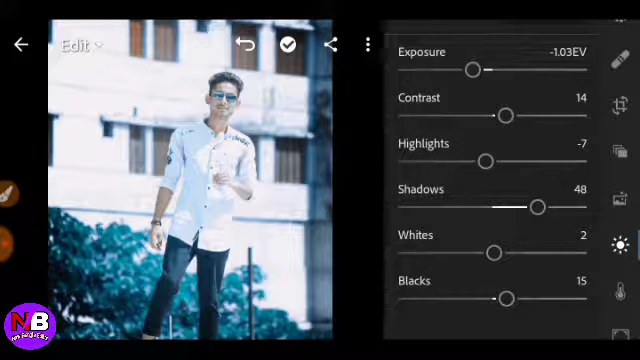 Edit
Exposure -1.03EV
Contrast 14
Highlights -7
Shadows 48
Whites 2
Blacks 15
NB